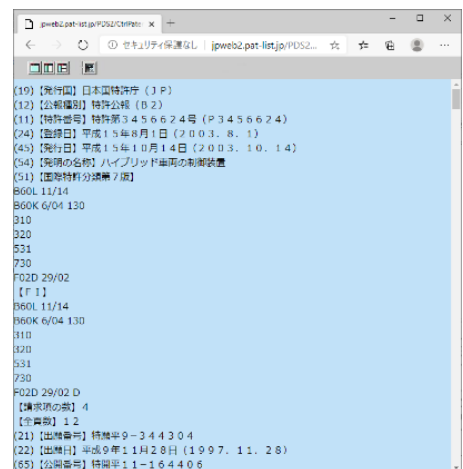 jpweb2.pat-list.jp/PDS2/CtrlPate
セキュリティ保護なし | jpweb2.pat-list.jp/PDS2...
(19)【発行国】日本国特許庁（ＪＰ）
(12)【公報種別】特許公報（Ｂ２）
(11)【特許番号】特許第３４５６６２４号（Ｐ３４５６６２４）
(24)【登録日】平成１５年８月１日（２００３．８．１）
(45)【発行日】平成１５年１０月１４日（２００３．１０．１４）
(54)【発明の名称】ハイブリッド車両の制御装置
(51)【国際特許分類第７版】
B60L 11/14
B60K 6/04 130
310
320
531
730
F02D 29/02
【ＦＩ】
B60L 11/14
B60K 6/04 130
310
320
531
730
F02D 29/02 D
【請求項の数】４
【全頁数】１２
(21)【出願番号】特願平９－３４４３０４
(22)【出願日】平成９年１１月２８日（１９９７．１１．２８）
(65)【公開番号】特開平１１－１６４４０６